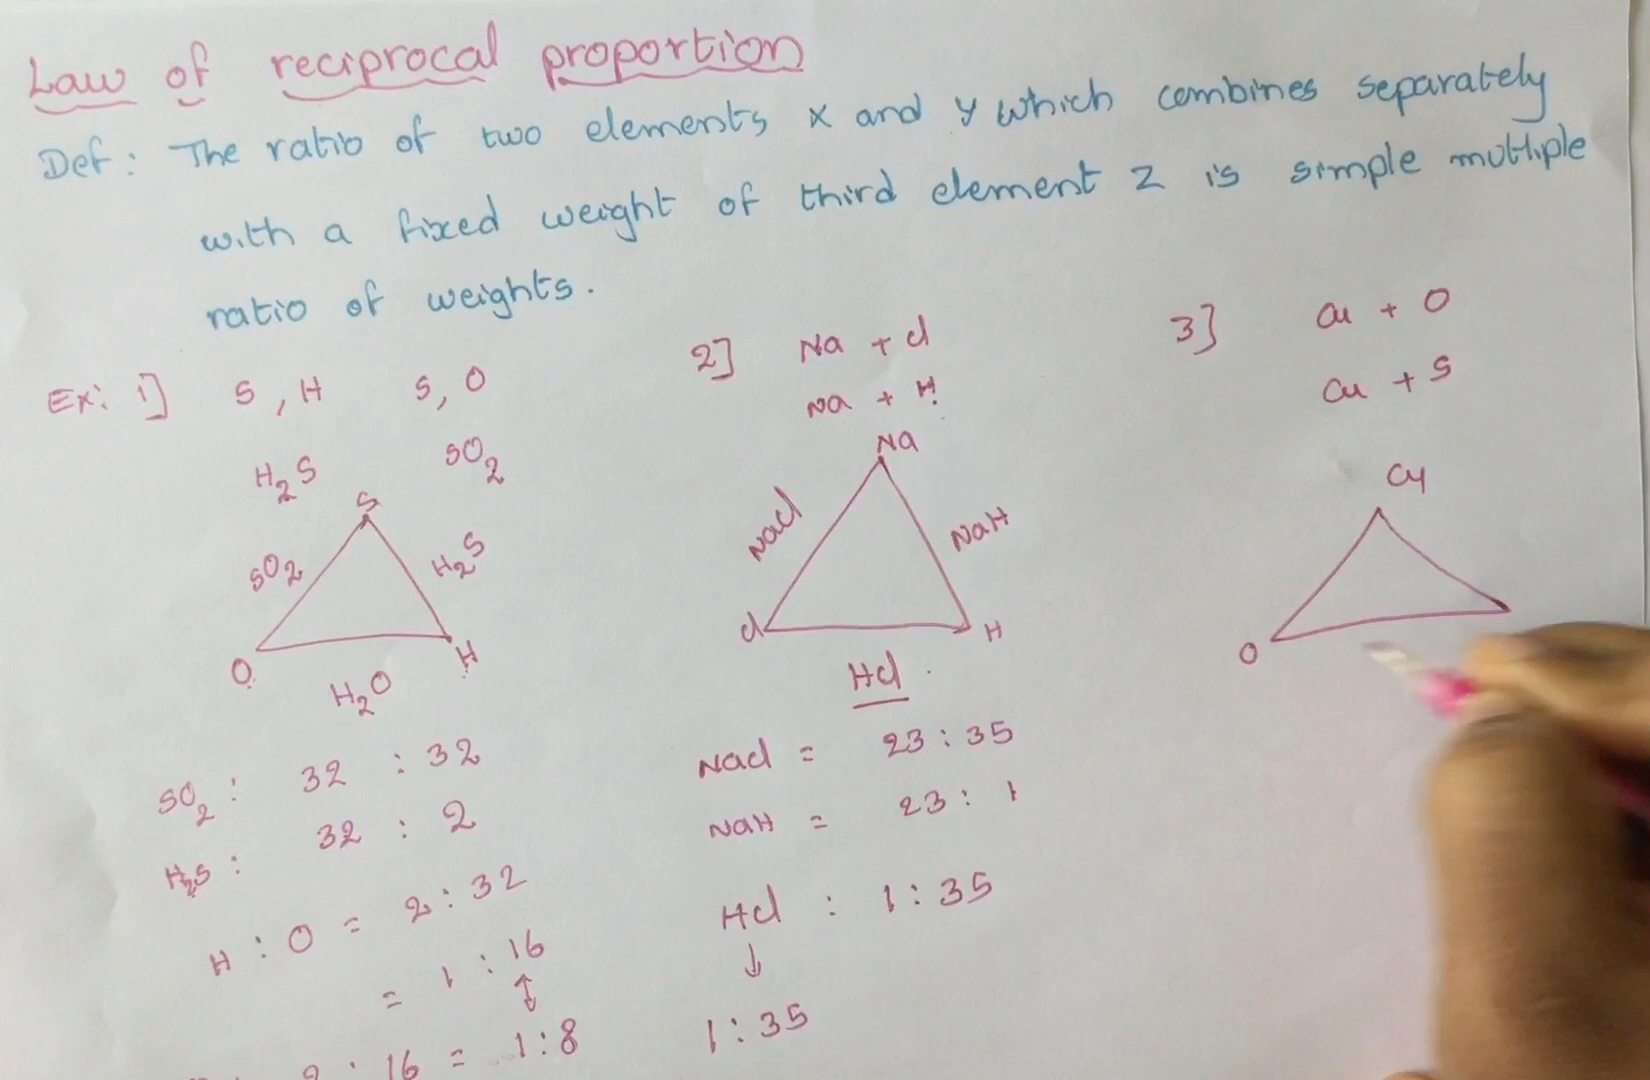 Law of reciprocal proportion
Def: The ratio of two elements x and y which combines separately
with a fixed weight of third element z is simple multiple
ratio of weights.
Ex: 1] S, H S, O
H2S SO2
S
SO2 H2S
O H
H2O
SO2 : 32 : 32
H2S : 32 : 2
H : O = 2 : 32
= 1 : 16
2 : 16 = 1:8
2] Na + Cl
Na + H
Na
NaCl NaH
Cl H
HCl
NaCl = 23 : 35
NaH = 23 : 1
HCl : 1 : 35
1 : 35
3] Cu + O
Cu + S
Cu
O